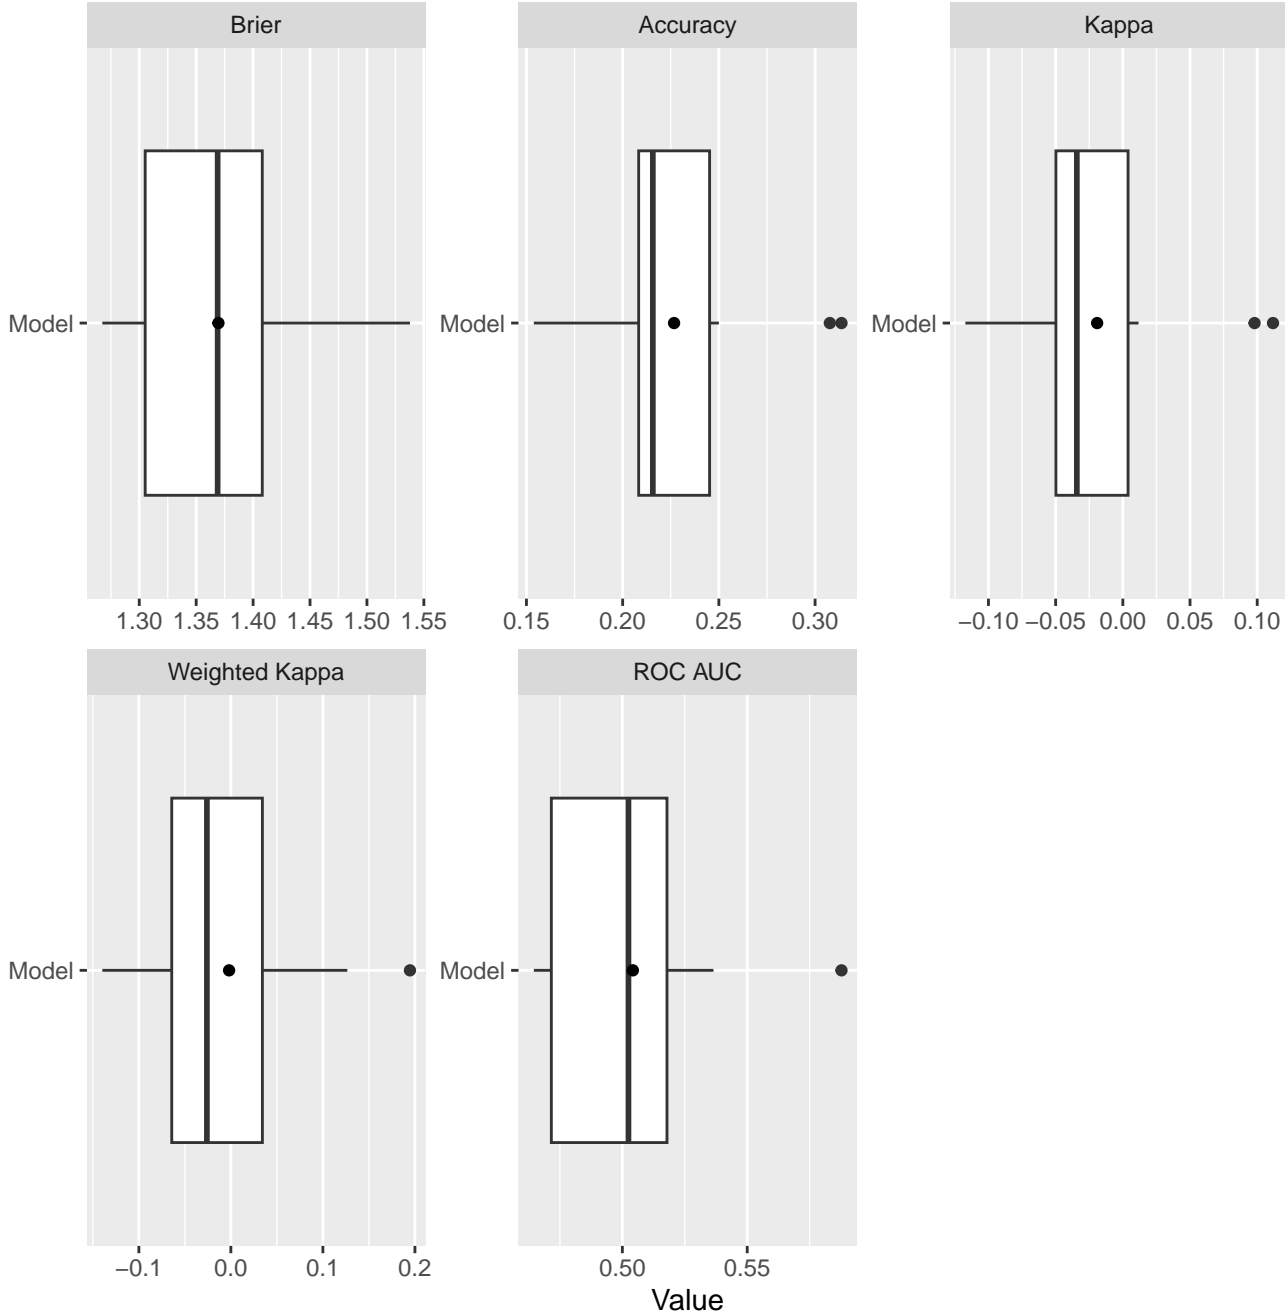 Brier
Accuracy
Kappa
Model
Model
Model
1.30 1.35 1.40 1.45 1.50 1.55
0.15 0.20 0.25 0.30
−0.10 −0.05 0.00 0.05 0.10
Weighted Kappa
ROC AUC
Model
Model
−0.1 0.0 0.1 0.2
0.50 0.55
Value